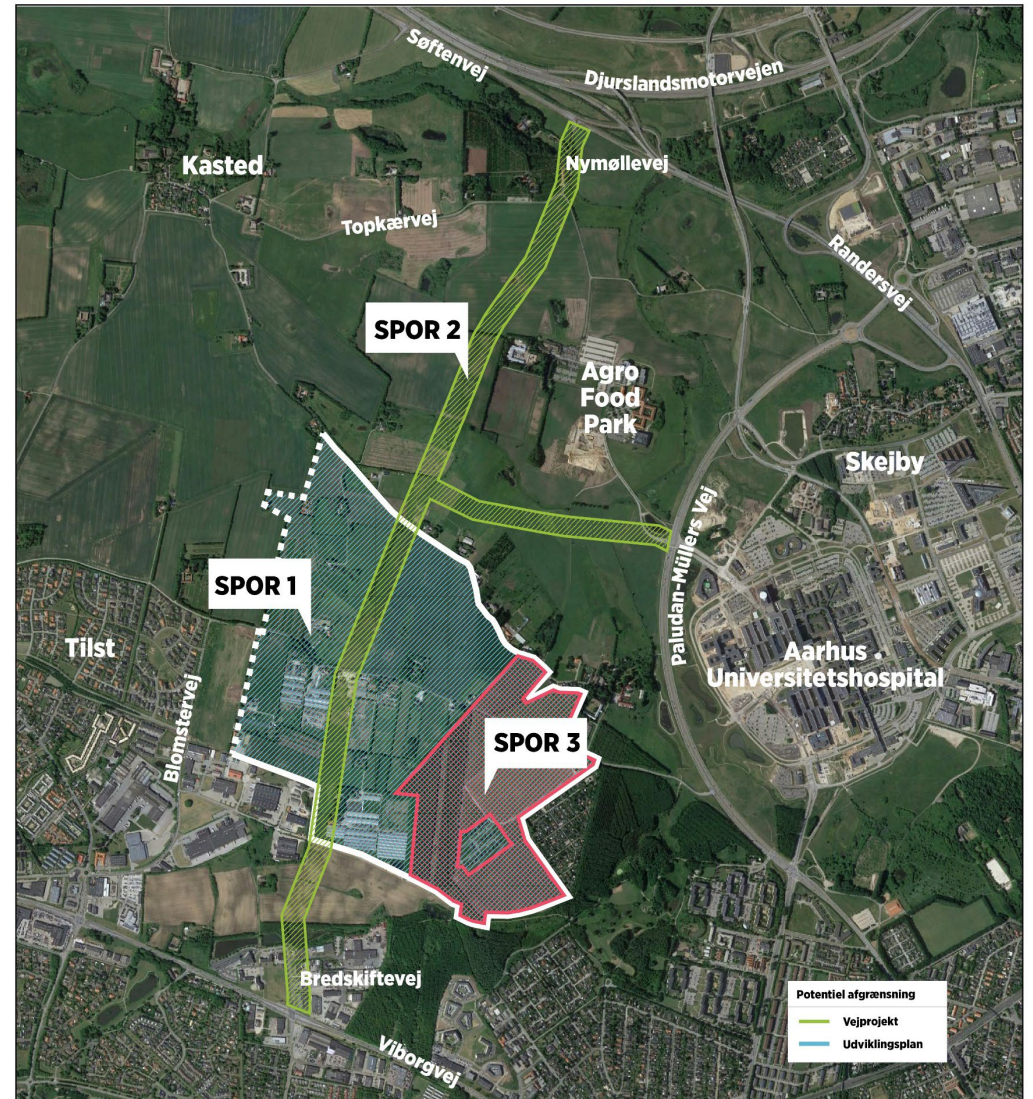 Søftenvej
Djurslandsmotorvejen
Kasted
Nymøllevej
Topkærvej
Randersvej
SPOR 2
Agro
Food
Park
Skejby
Paludan-Müllers Vej
SPOR 1
Tilst
Aarhus
Universitetshospital
Blomstervej
SPOR 3
Bredskiftevej
Viborgvej
Potentiel afgrænsning
Vejprojekt
Udviklingsplan